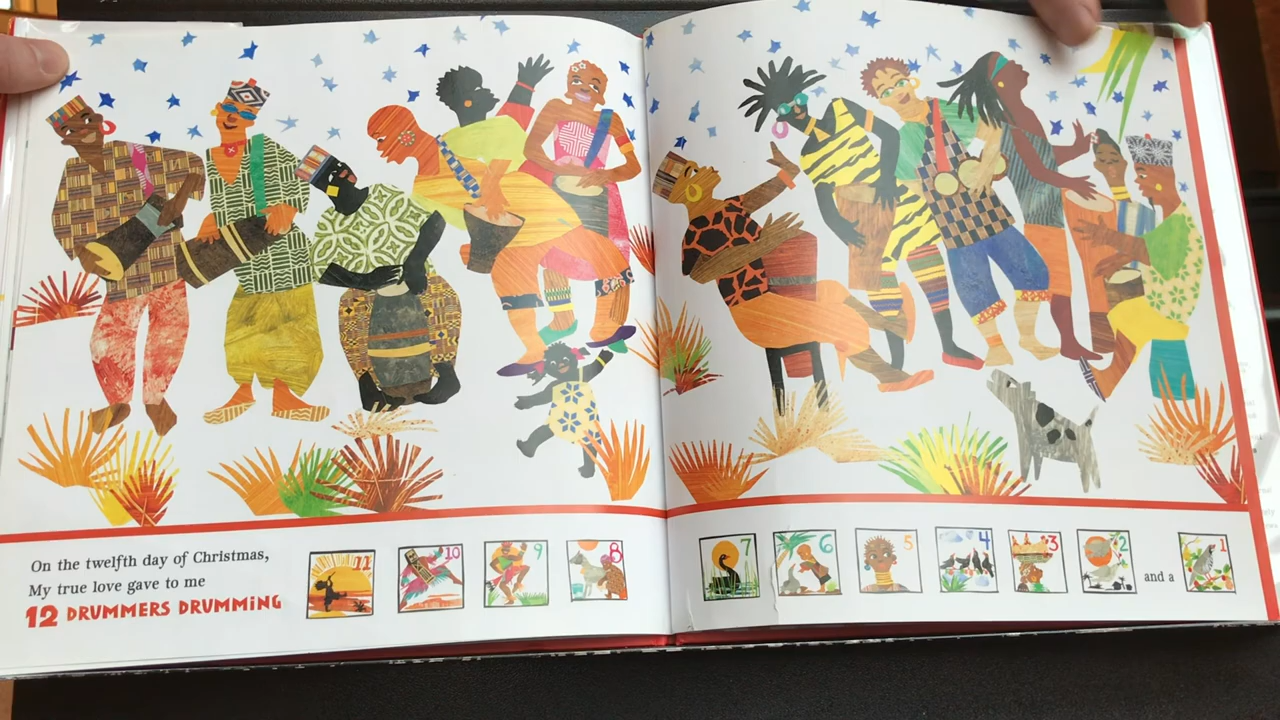 On the twelfth day of Christmas,
My true love gave to me
12 DRUMMERS DRUMMING
11
10
9
8
7
6
5
4
3
2
and a
1